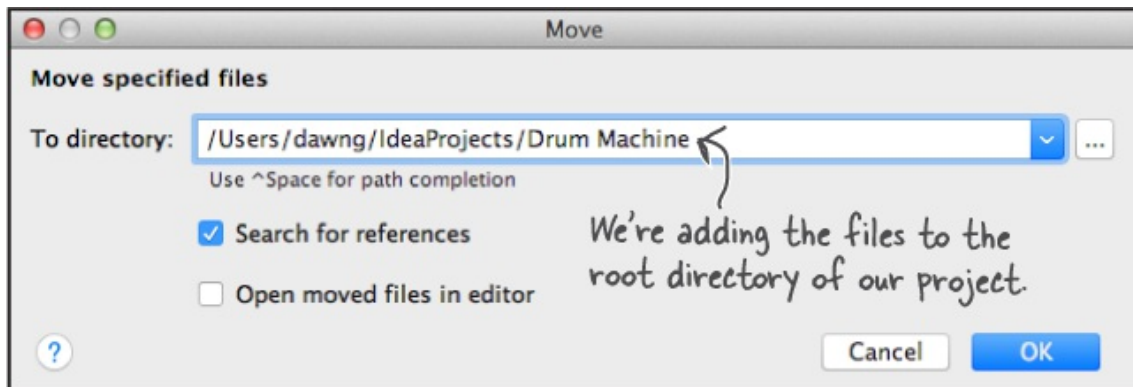 Move
Move specified files
To directory: /Users/dawng/IdeaProjects/Drum Machine ...
Use ^Space for path completion
Search for references
We're adding the files to the
root directory of our project.
Open moved files in editor
? Cancel OK